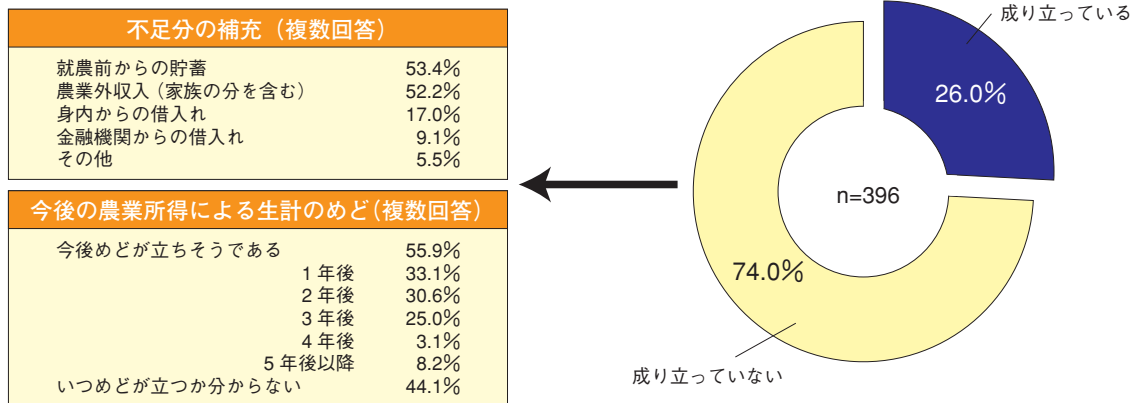 不足分の補充（複数回答）
就農前からの貯蓄 53.4%
農業外収入（家族の分を含む） 52.2%
身内からの借入れ 17.0%
金融機関からの借入れ 9.1%
その他 5.5%
今後の農業所得による生計のめど（複数回答）
今後めどが立ちそうである 55.9%
1年後 33.1%
2年後 30.6%
3年後 25.0%
4年後 3.1%
5年後以降 8.2%
いつめどが立つか分からない 44.1%
成り立っている
26.0%
n=396
74.0%
成り立っていない